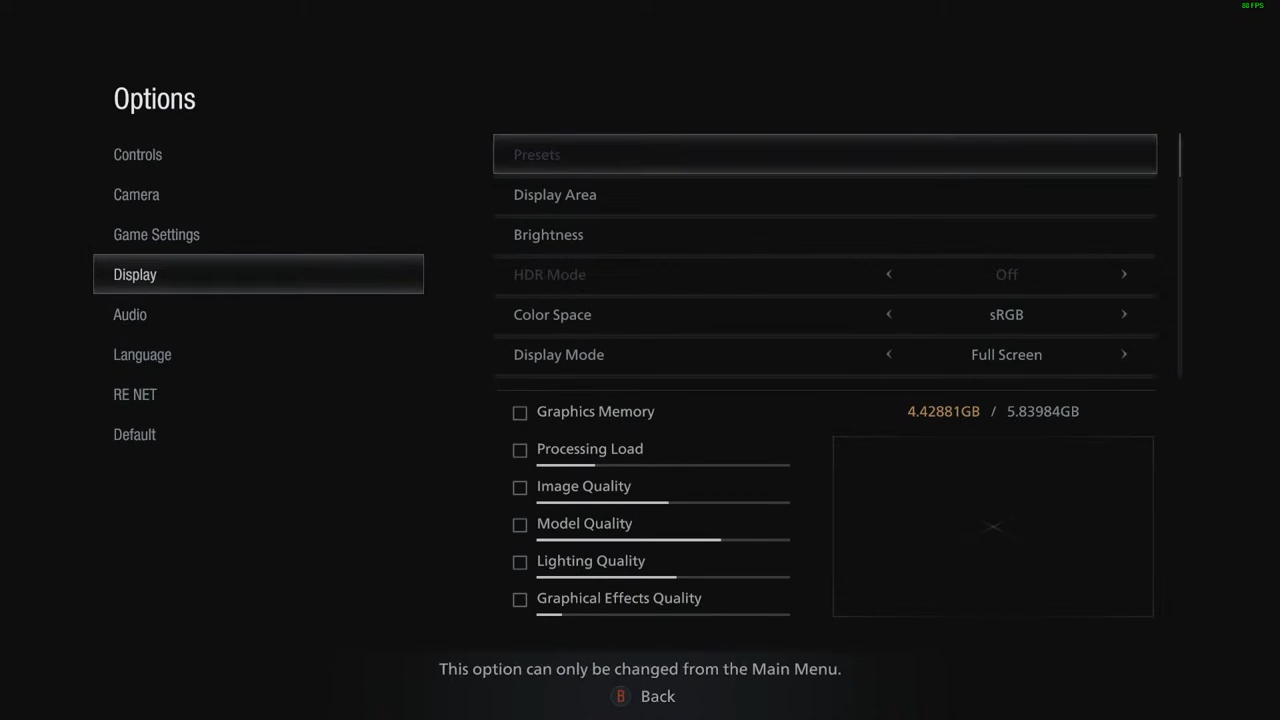 88 FPS
Options
Controls
Camera
Game Settings
Display
Audio
Language
RE NET
Default
Presets
Display Area
Brightness
HDR Mode Off
Color Space sRGB
Display Mode Full Screen
Graphics Memory 4.42881GB / 5.83984GB
Processing Load
Image Quality
Model Quality
Lighting Quality
Graphical Effects Quality
This option can only be changed from the Main Menu.
B Back